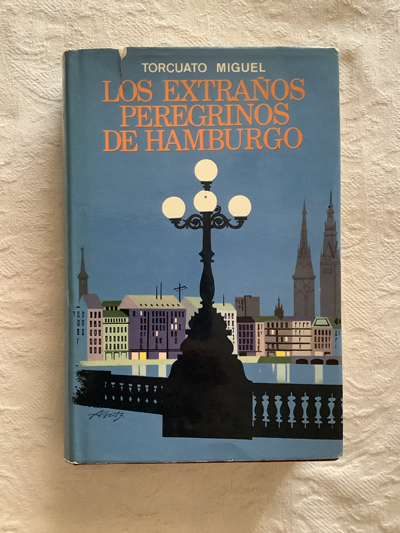 TORCUATO MIGUEL
LOS EXTRAÑOS
PEREGRINOS
DE HAMBURGO